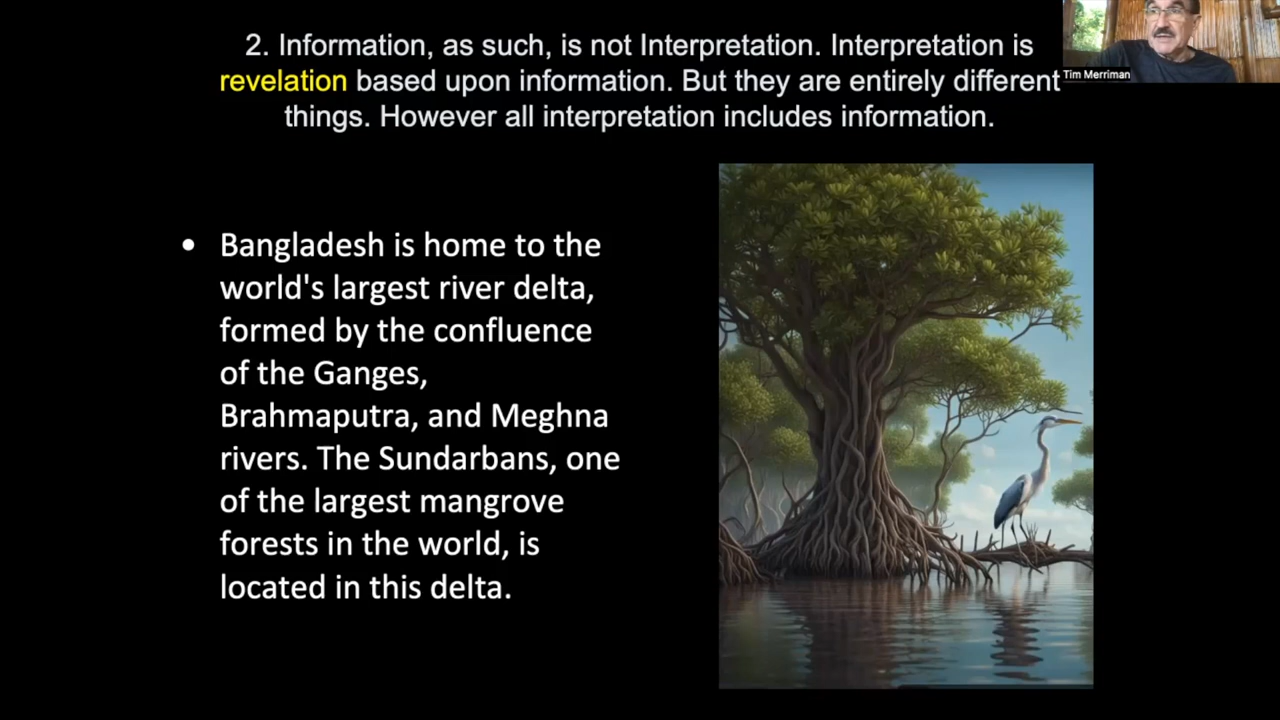 2. Information, as such, is not Interpretation. Interpretation is
revelation based upon information. But they are entirely different
things. However all interpretation includes information.
Tim Merriman
• Bangladesh is home to the
world's largest river delta,
formed by the confluence
of the Ganges,
Brahmaputra, and Meghna
rivers. The Sundarbans, one
of the largest mangrove
forests in the world, is
located in this delta.